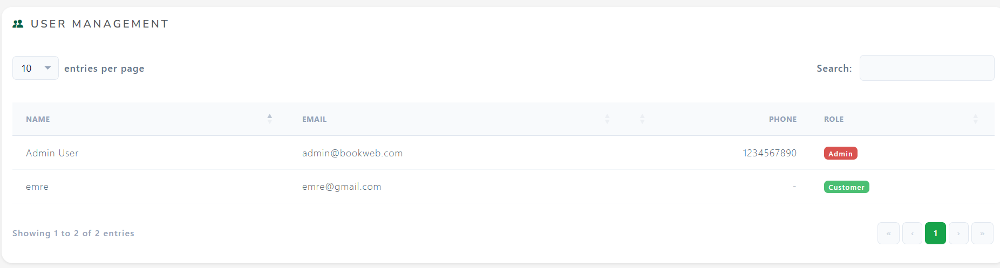 USER MANAGEMENT
10 entries per page Search:
NAME EMAIL PHONE ROLE
Admin User admin@bookweb.com 1234567890 Admin
emre emre@gmail.com - Customer
Showing 1 to 2 of 2 entries « ‹ 1 › »